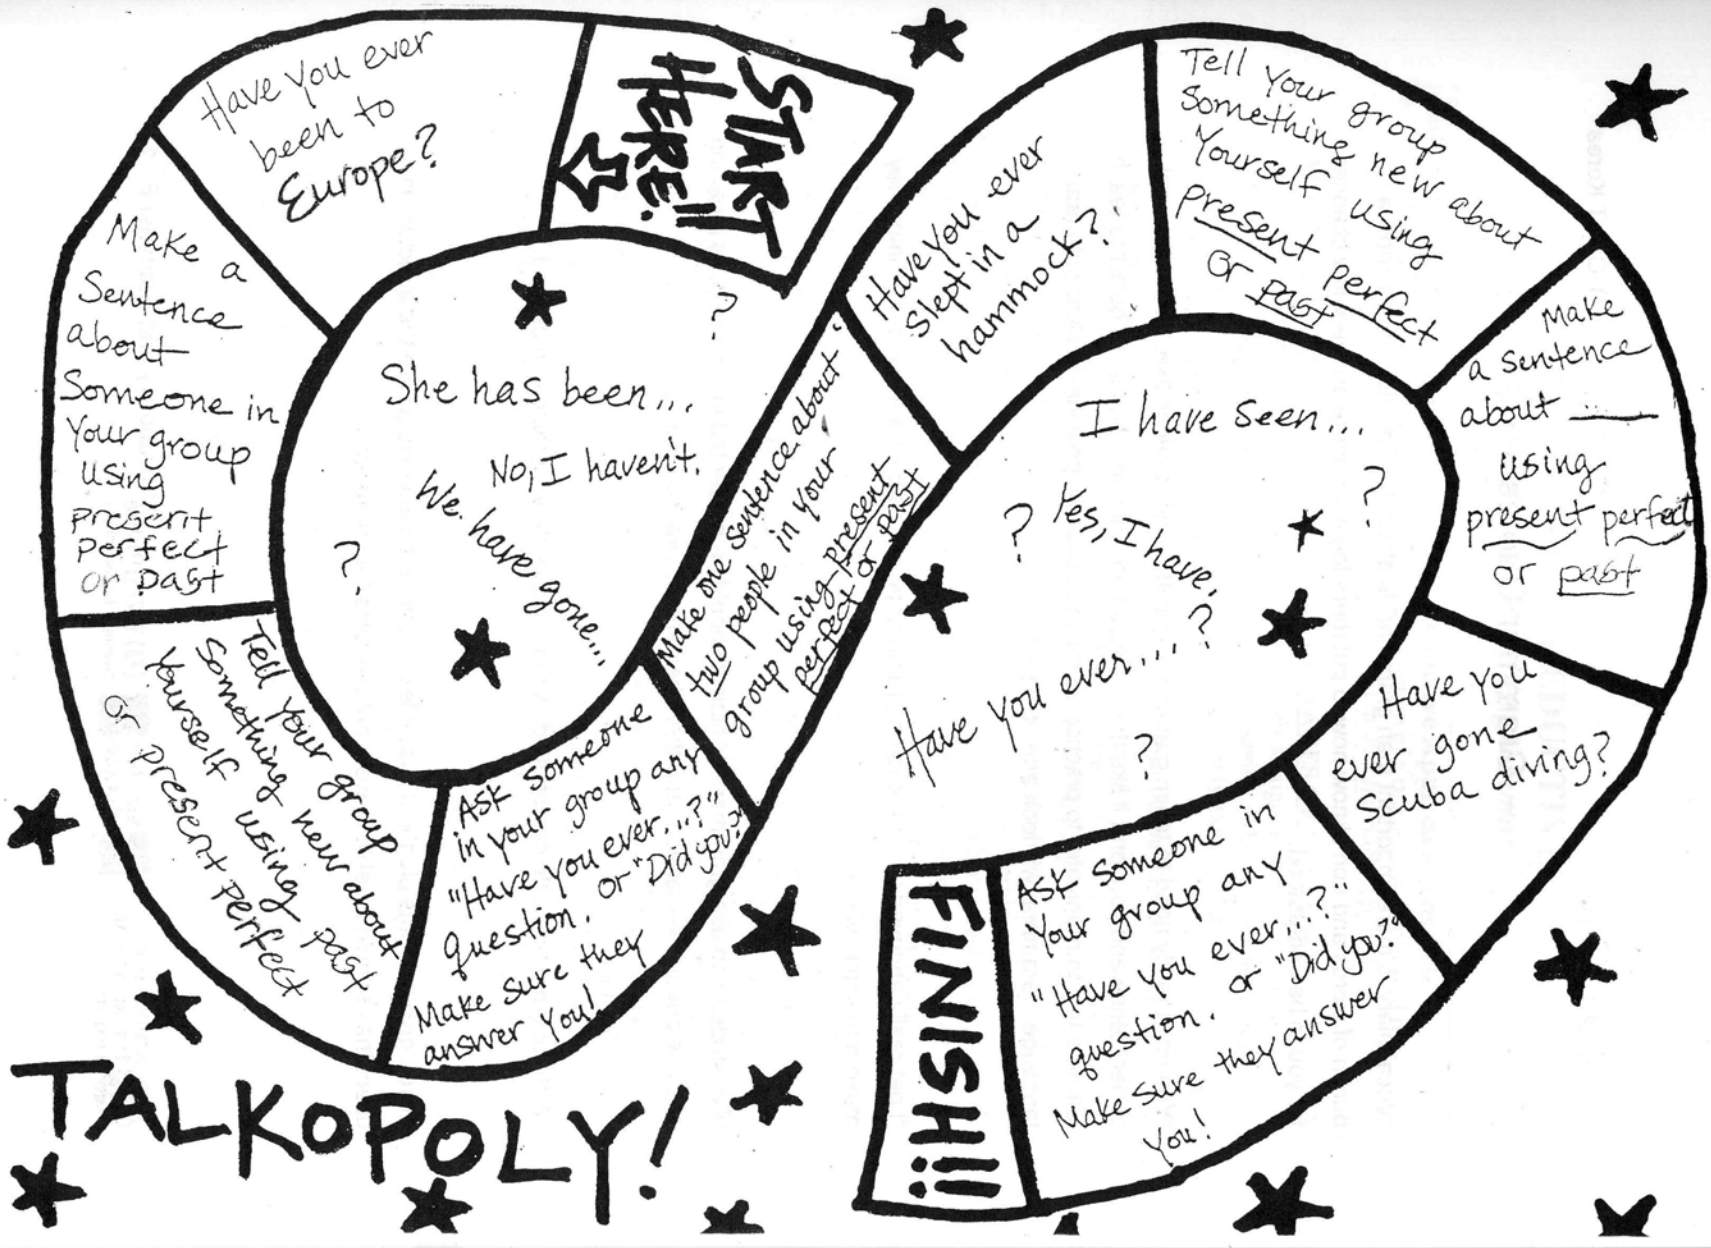 START
HERE!!
Have you ever
been to
Europe?
Make a
Sentence
about
Someone in
Your group
using
present
perfect
or past
Tell your group
Something new about
Yourself using past
or present perfect
Ask someone
in your group any
"Have you ever...?"
or "Did you?"
question.
Make sure they
answer You!
Make one sentence about
two people in your
group using present
perfect or past
Have you ever
slept in a
hammock?
Tell Your group
Something new about
Yourself using
present perfect
or past
Make
a sentence
about
using
present perfect
or past
Have you
ever gone
Scuba diving?
Ask Someone in
Your group any
"Have you ever...?"
or "Did you?"
question.
Make sure they answer
You!
FINISH!!!
She has been...
No, I haven't.
We have gone...
?
?
I have seen...
Yes, I have.
Have you ever...?
?
?
?
TALKOPOLY!